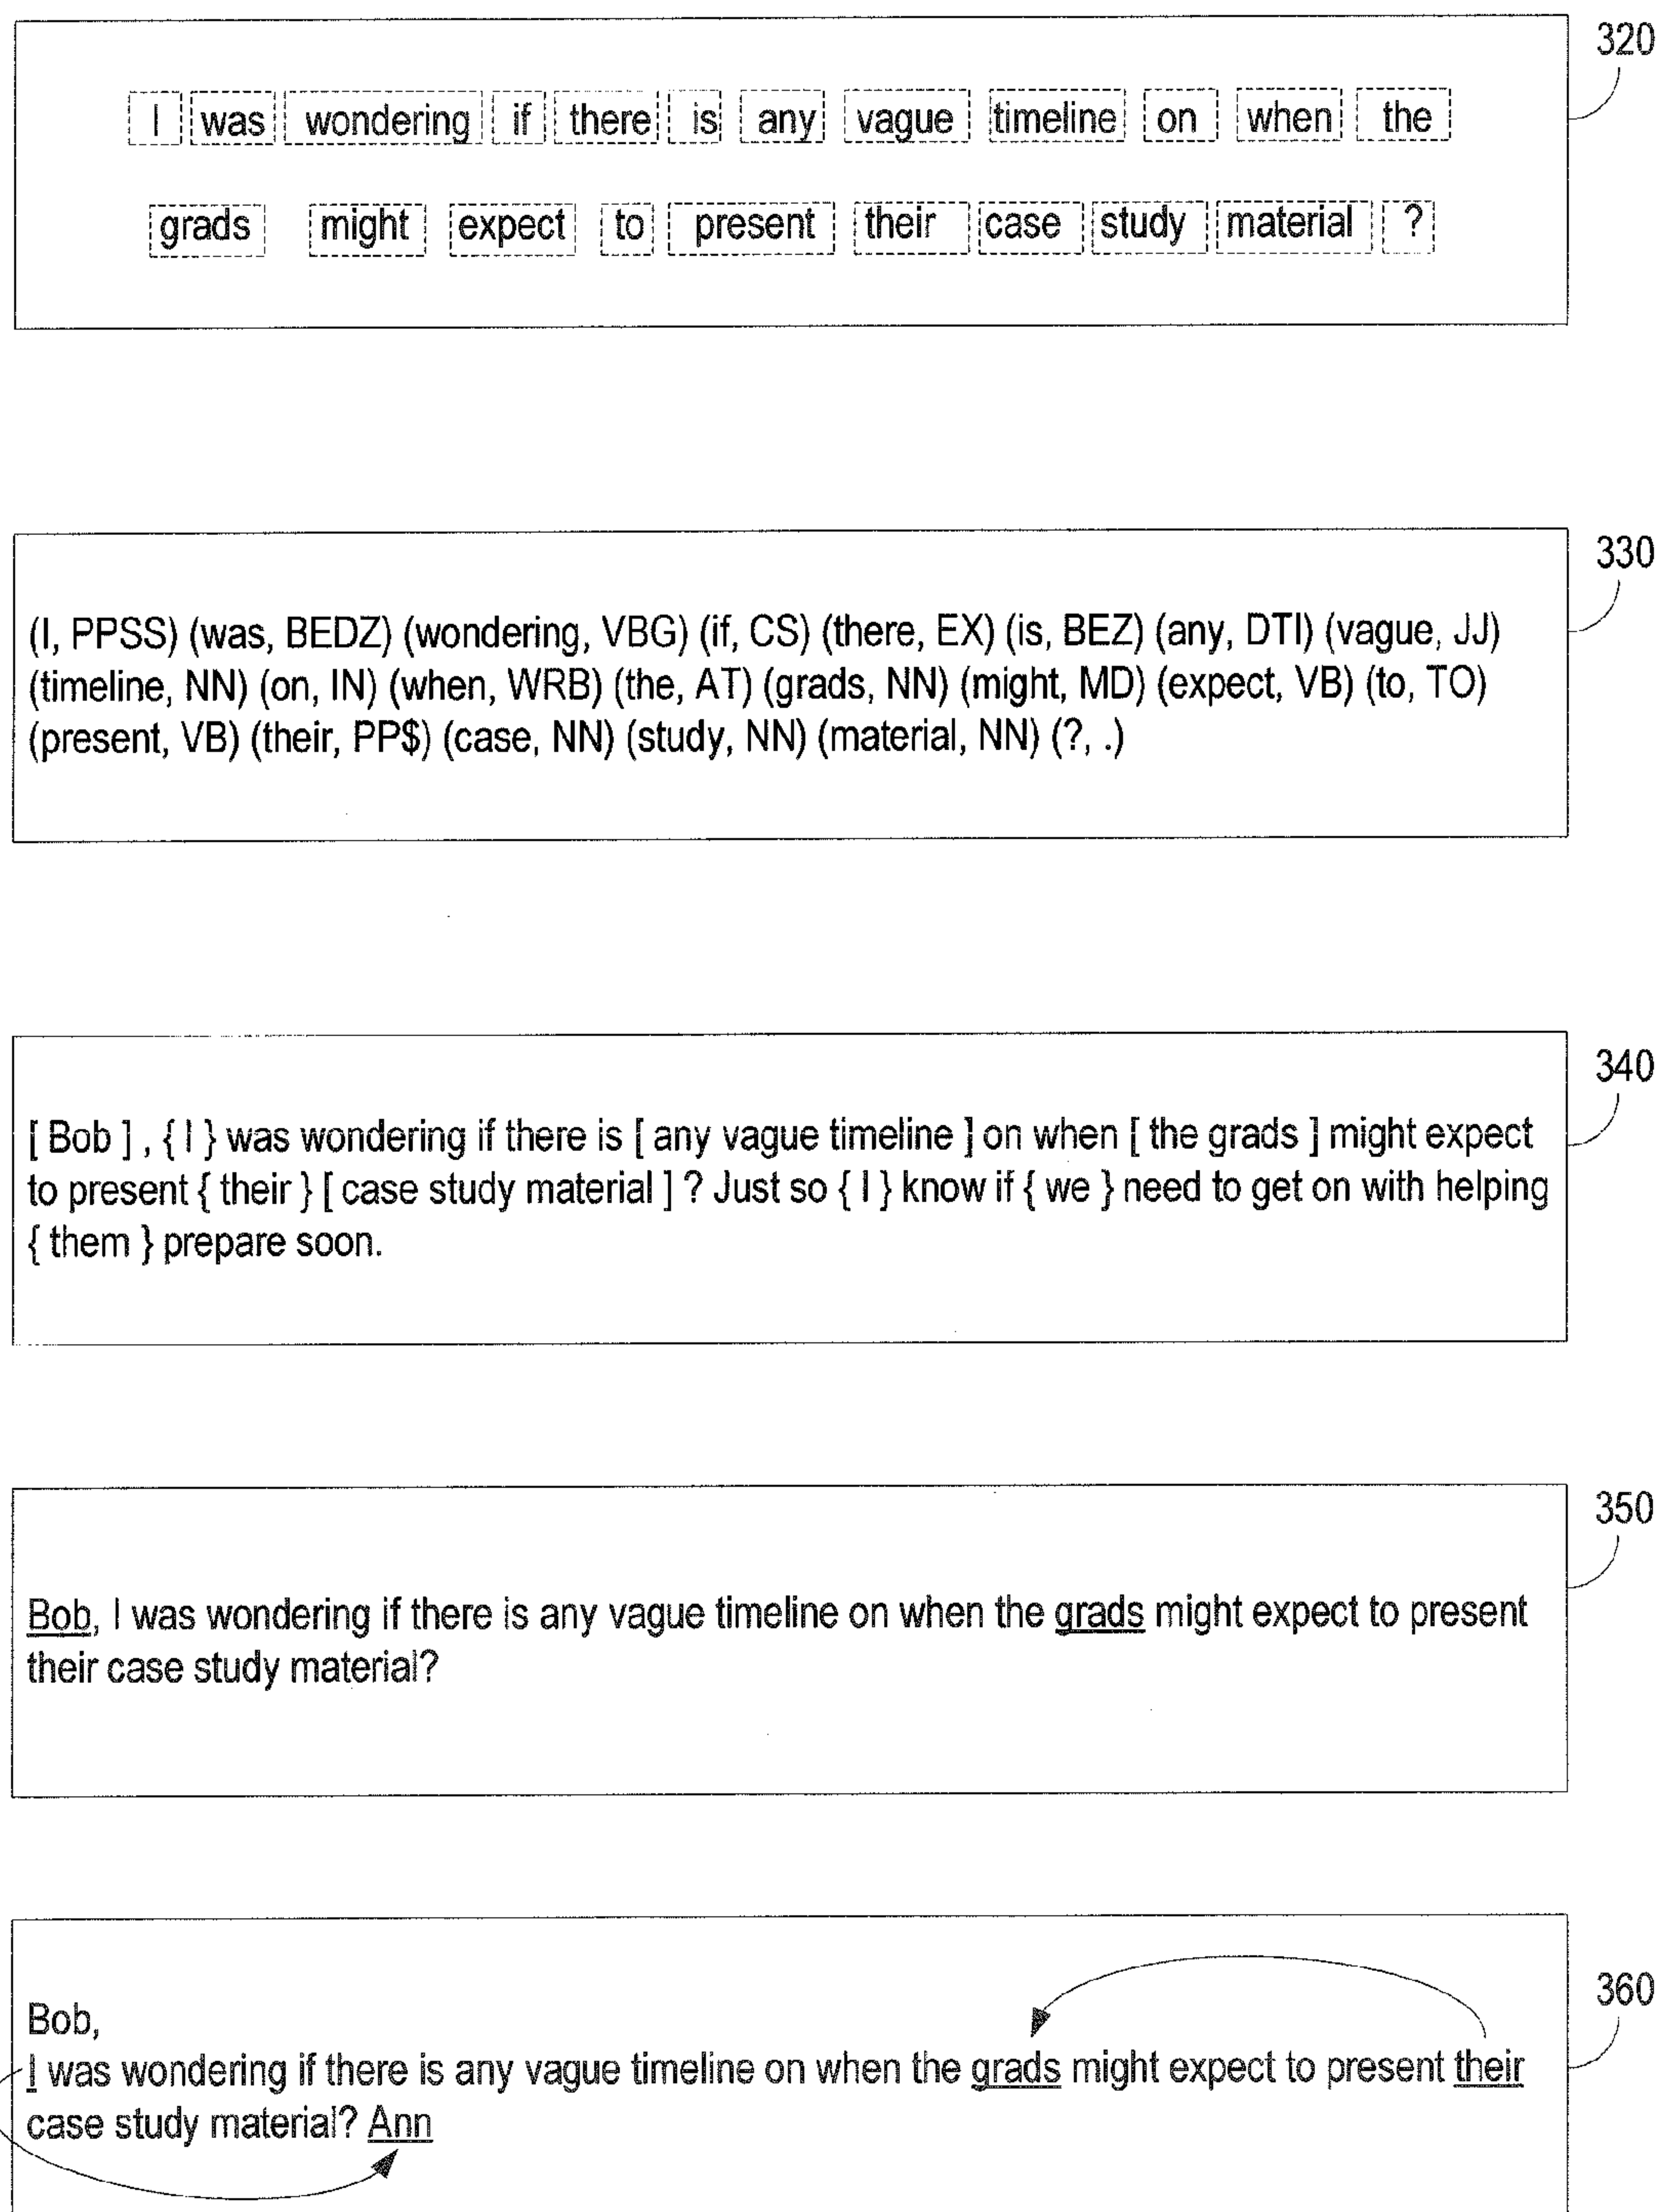 320
I was wondering if there is any vague timeline on when the
grads might expect to present their case study material ?
330
(I, PPSS) (was, BEDZ) (wondering, VBG) (if, CS) (there, EX) (is, BEZ) (any, DTI) (vague, JJ)
(timeline, NN) (on, IN) (when, WRB) (the, AT) (grads, NN) (might, MD) (expect, VB) (to, TO)
(present, VB) (their, PP$) (case, NN) (study, NN) (material, NN) (?, .)
340
[ Bob ] , { I } was wondering if there is [ any vague timeline ] on when [ the grads ] might expect
to present { their } [ case study material ] ? Just so { I } know if { we } need to get on with helping
{ them } prepare soon.
350
Bob, I was wondering if there is any vague timeline on when the grads might expect to present
their case study material?
360
Bob,
I was wondering if there is any vague timeline on when the grads might expect to present their
case study material? Ann